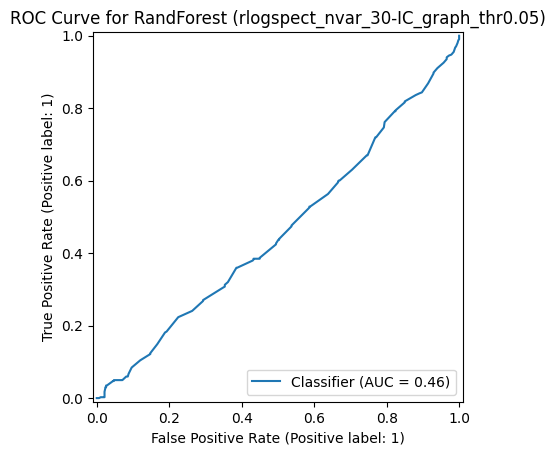 ROC Curve for RandForest (rlogspect_nvar_30-IC_graph_thr0.05)
1.0
0.8
0.6
0.4
0.2
0.0
True Positive Rate (Positive label: 1)
Classifier (AUC = 0.46)
0.0 0.2 0.4 0.6 0.8 1.0
False Positive Rate (Positive label: 1)